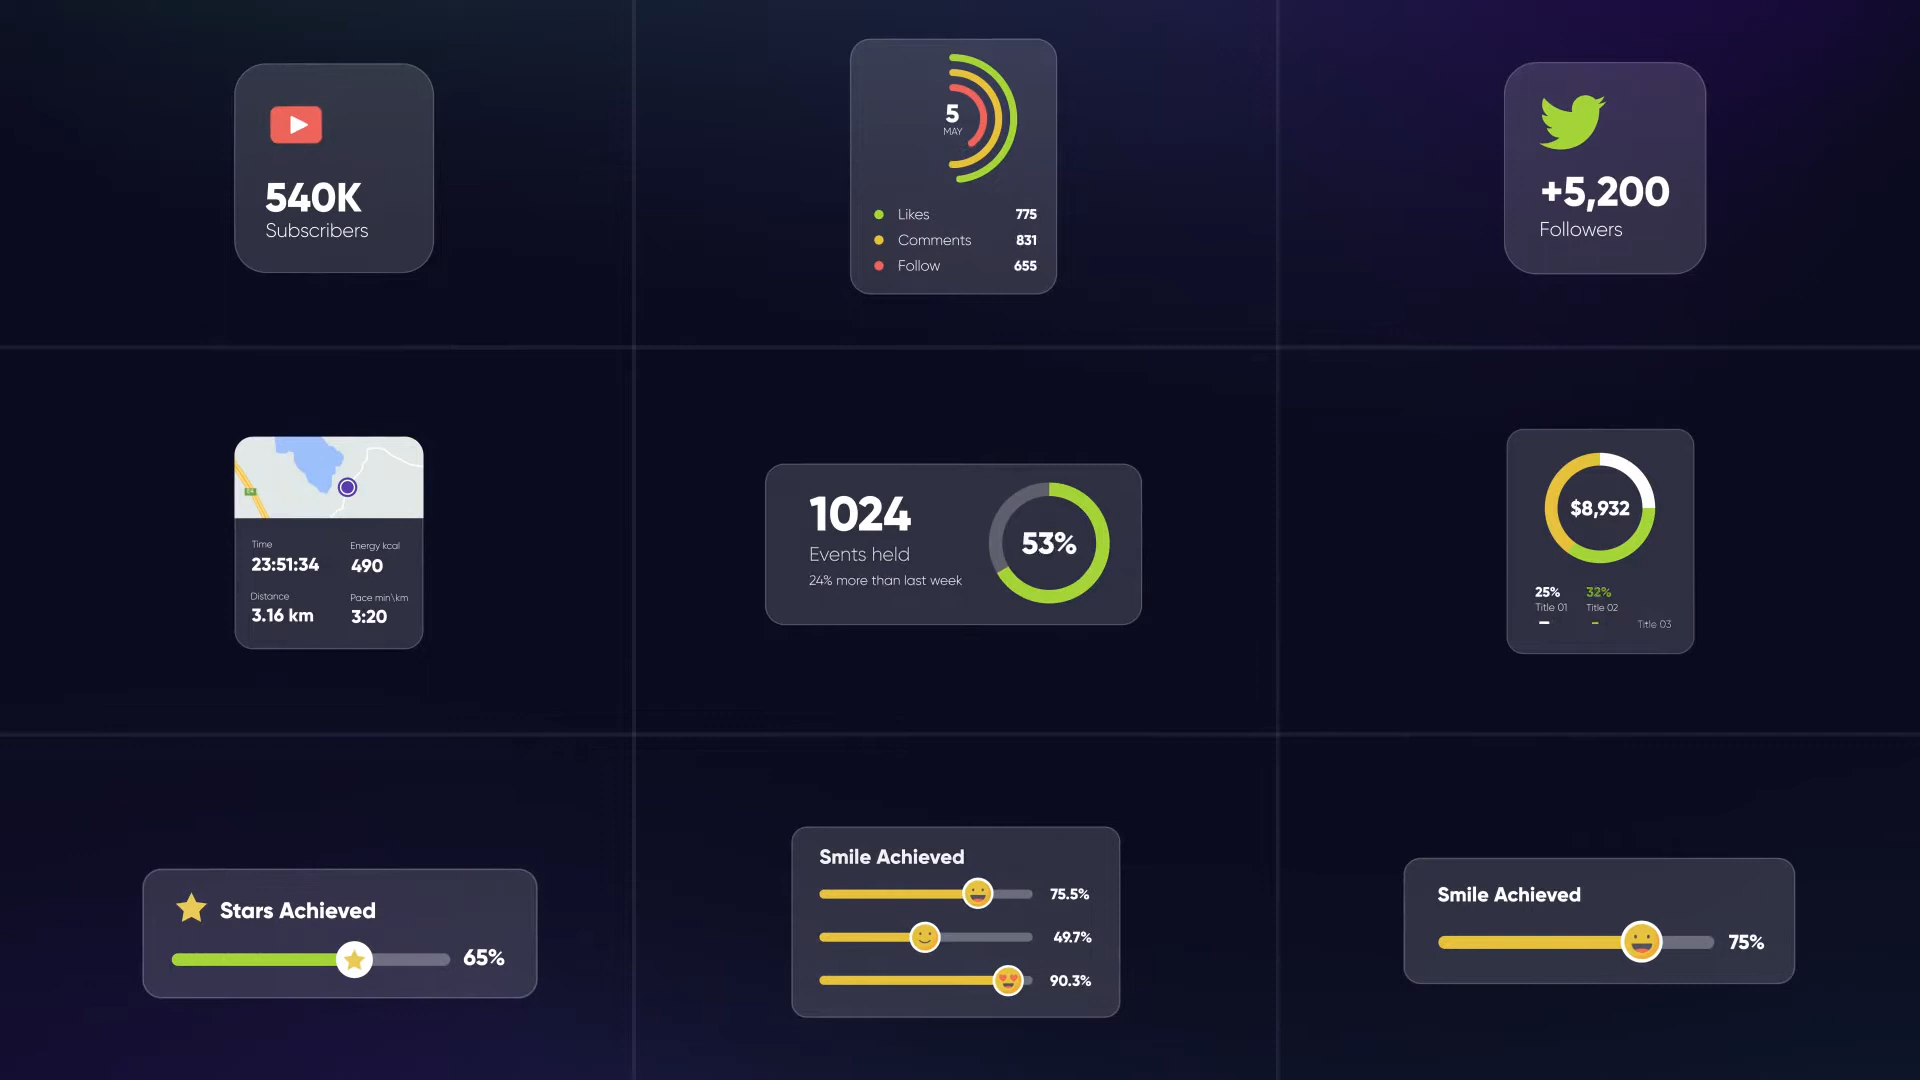 540K
Subscribers
5
MAY
Likes 775
Comments 831
Follow 655
+5,200
Followers
Time
23:51:34
Energy kcal
490
Distance
3.16 km
Pace min\km
3:20
1024
Events held
24% more than last week
53%
$8,932
25%
Title 01
32%
Title 02
Title 03
Stars Achieved
65%
Smile Achieved
75.5%
49.7%
90.3%
Smile Achieved
75%